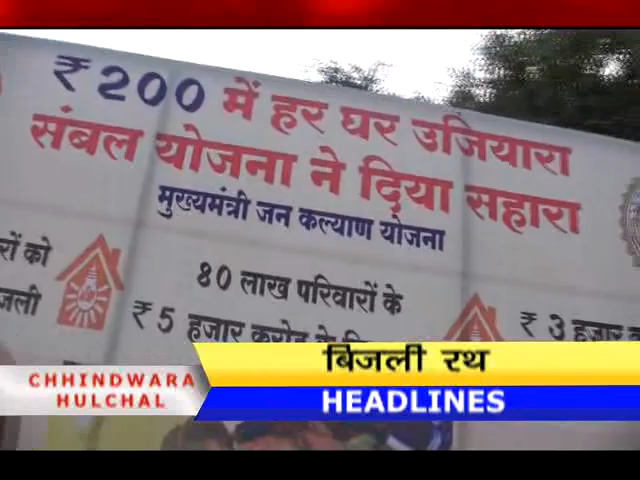 ₹200 में हर घर उजियारा
संबल योजना ने दिया सहारा
मुख्यमंत्री जन कल्याण योजना
को
80 लाख परिवारों के
₹5 हजार करोड़
₹3 हजार
बिजली रथ
CHHINDWARA
HULCHAL
HEADLINES